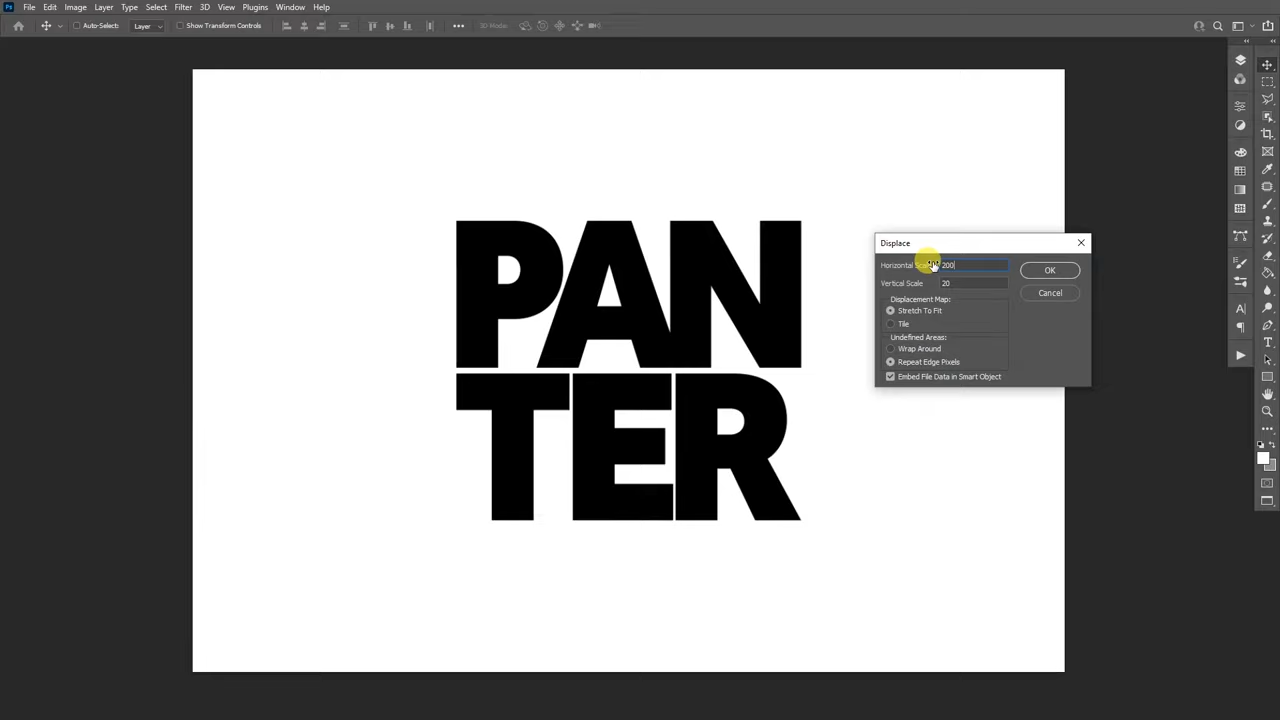 Ps File Edit Image Layer Type Select Filter 3D View Plugins Window Help
Auto-Select: Layer Show Transform Controls 3D Mode:
PAN
TER
Displace
Horizontal Scale 200
Vertical Scale 20
OK
Cancel
Displacement Map:
Stretch To Fit
Tile
Undefined Areas:
Wrap Around
Repeat Edge Pixels
Embed File Data in Smart Object